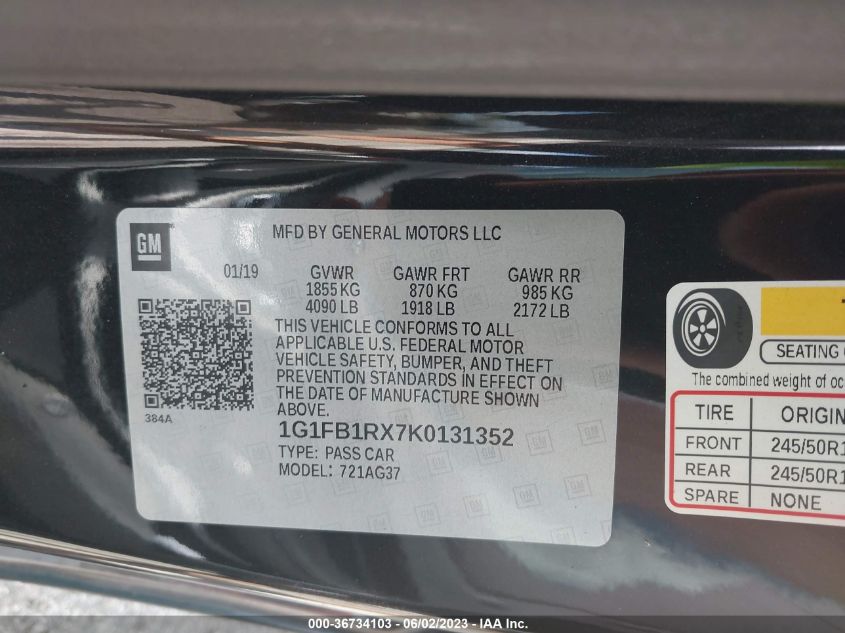 GM
MFD BY GENERAL MOTORS LLC
01/19 GVWR GAWR FRT GAWR RR
1855 KG 870 KG 985 KG
4090 LB 1918 LB 2172 LB
THIS VEHICLE CONFORMS TO ALL
APPLICABLE U.S. FEDERAL MOTOR
VEHICLE SAFETY, BUMPER, AND THEFT
PREVENTION STANDARDS IN EFFECT ON
THE DATE OF MANUFACTURE SHOWN
ABOVE.
384A
1G1FB1RX7K0131352
TYPE: PASS CAR
MODEL: 721AG37
SEATING
The combined weight of
TIRE
FRONT 245/50R1
REAR 245/50R1
SPARE NONE
000-36734103 - 06/02/2023 - IAA Inc.